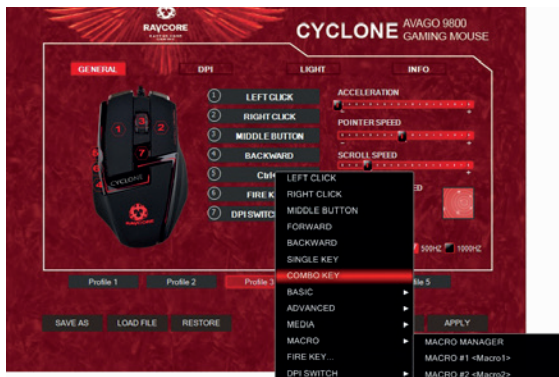 RAYCORE
CYCLONE AVAGO 9800 GAMING MOUSE
GENERAL DPI LIGHT INFO
1 LEFT CLICK
2 RIGHT CLICK
3 MIDDLE BUTTON
4 BACKWARD
5 Ctrl+
6 FIRE K
7 DPI SWITC
1 3 2
7
6
5
4
CYCLONE
RAYCORE
ACCELERATION
- +
POINTER SPEED
- +
SCROLL SPEED
ED
500HZ 1000HZ
LEFT CLICK
RIGHT CLICK
MIDDLE BUTTON
FORWARD
BACKWARD
SINGLE KEY
COMBO KEY
BASIC
ADVANCED
MEDIA
MACRO
FIRE KEY...
DPI SWITCH
MACRO MANAGER
MACRO #1 <Macro1>
MACRO #2 <Macro2>
Profile 1 Profile 2 Profile 3 file 5
SAVE AS LOAD FILE RESTORE APPLY